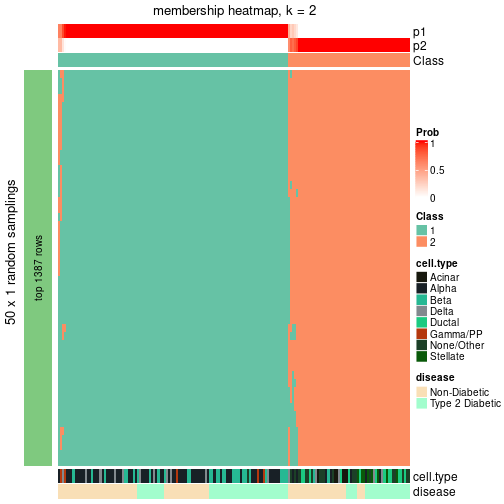 membership heatmap, k = 2
p1
p2
Class
50 x 1 random samplings
top 1387 rows
Prob
1
0.5
0
Class
1
2
cell.type
Acinar
Alpha
Beta
Delta
Ductal
Gamma/PP
None/Other
Stellate
disease
Non-Diabetic
Type 2 Diabetic
cell.type
disease